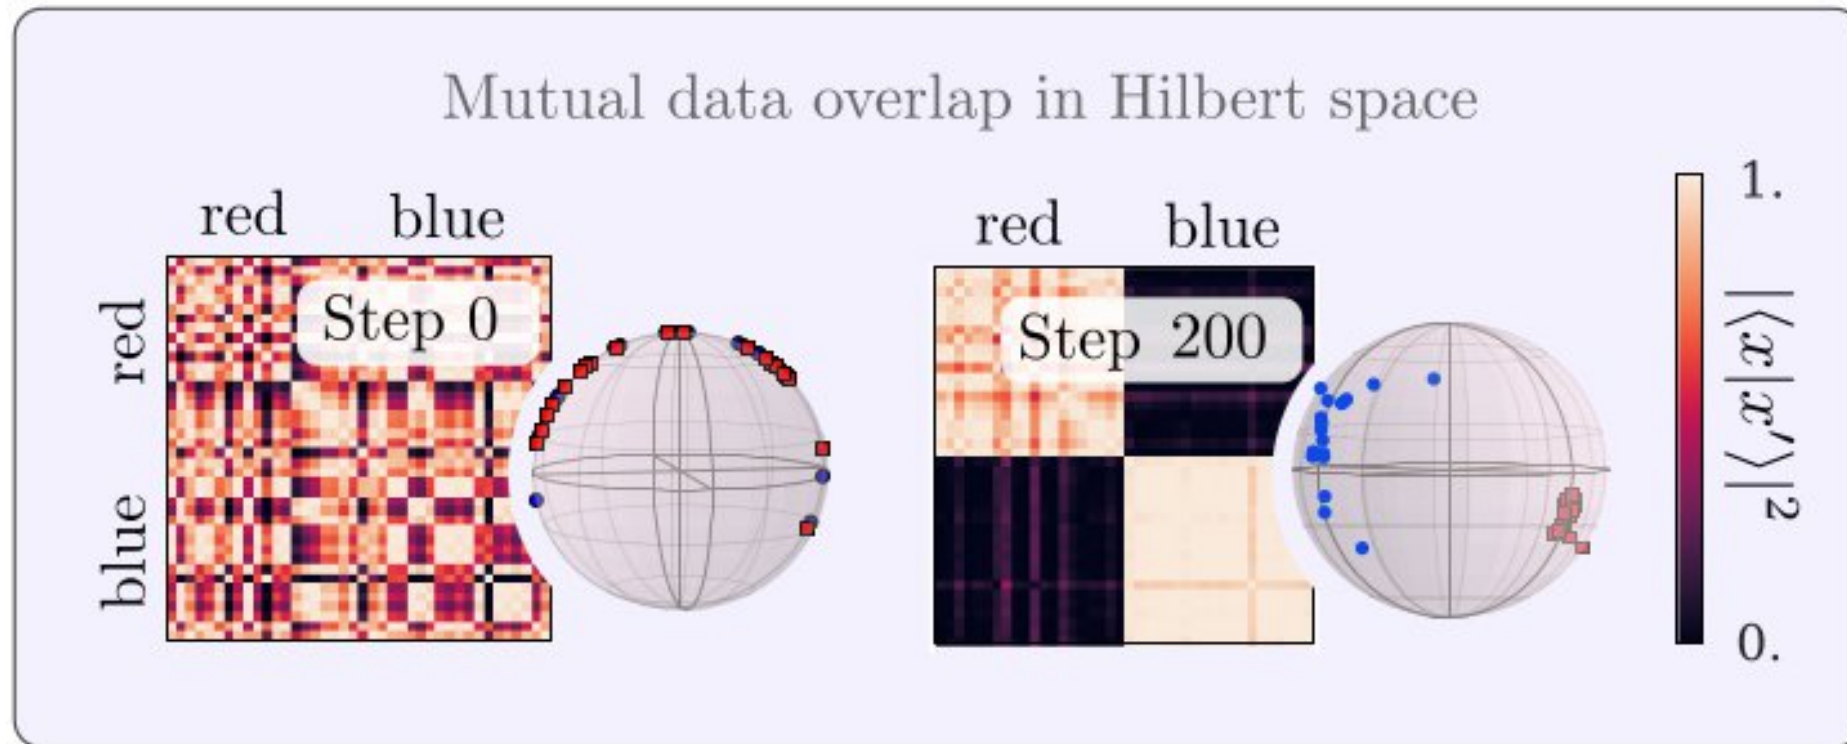 Mutual data overlap in Hilbert space
red blue
red
blue
Step 0
red blue
Step 200
1.
0.
|⟨x|x′⟩|²